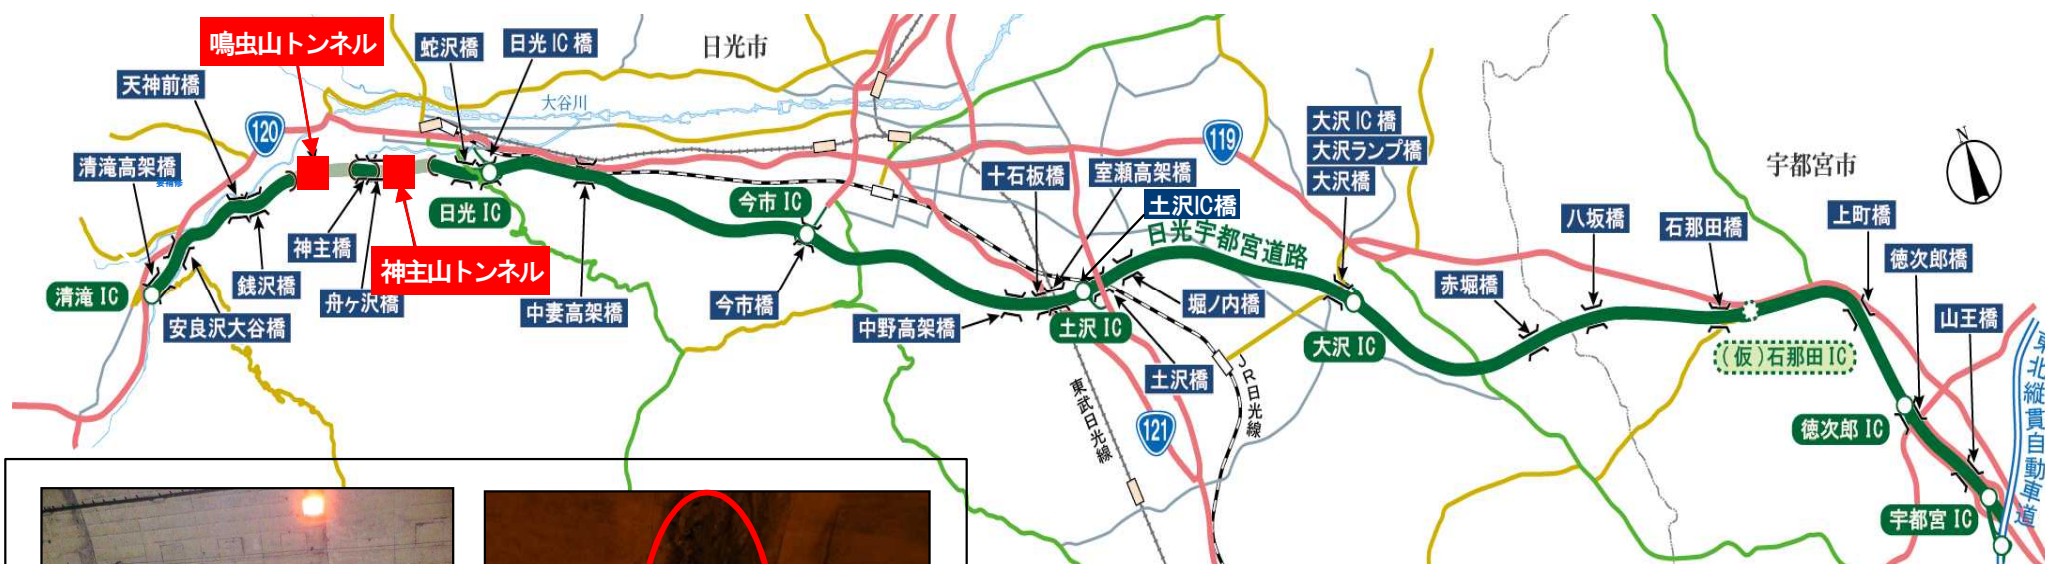 鳴虫山トンネル
蛇沢橋
日光IC橋
日光市
天神前橋
大谷川
120
119
大沢IC橋
大沢ランプ橋
大沢橋
清滝高架橋
十石板橋
室瀬高架橋
土沢IC橋
宇都宮市
N
今市IC
日光IC
日光宇都宮道路
八坂橋
石那田橋
上町橋
神主橋
神主山トンネル
徳次郎橋
銭沢橋
舟ヶ沢橋
清滝IC
安良沢大谷橋
中妻高架橋
今市橋
中野高架橋
土沢IC
堀ノ内橋
大沢IC
赤堀橋
(仮)石那田IC
山王橋
東北縦貫自動車道
土沢橋
JR日光線
東武日光線
121
徳次郎IC
宇都宮IC